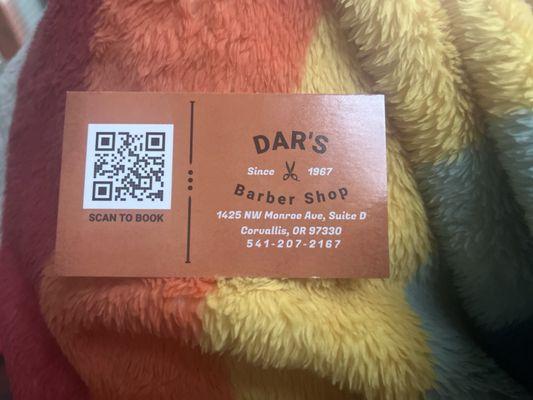 SCAN TO BOOK
DAR'S
Since 1967
Barber Shop
1425 NW Monroe Ave, Suite D
Corvallis, OR 97330
541-207-2167